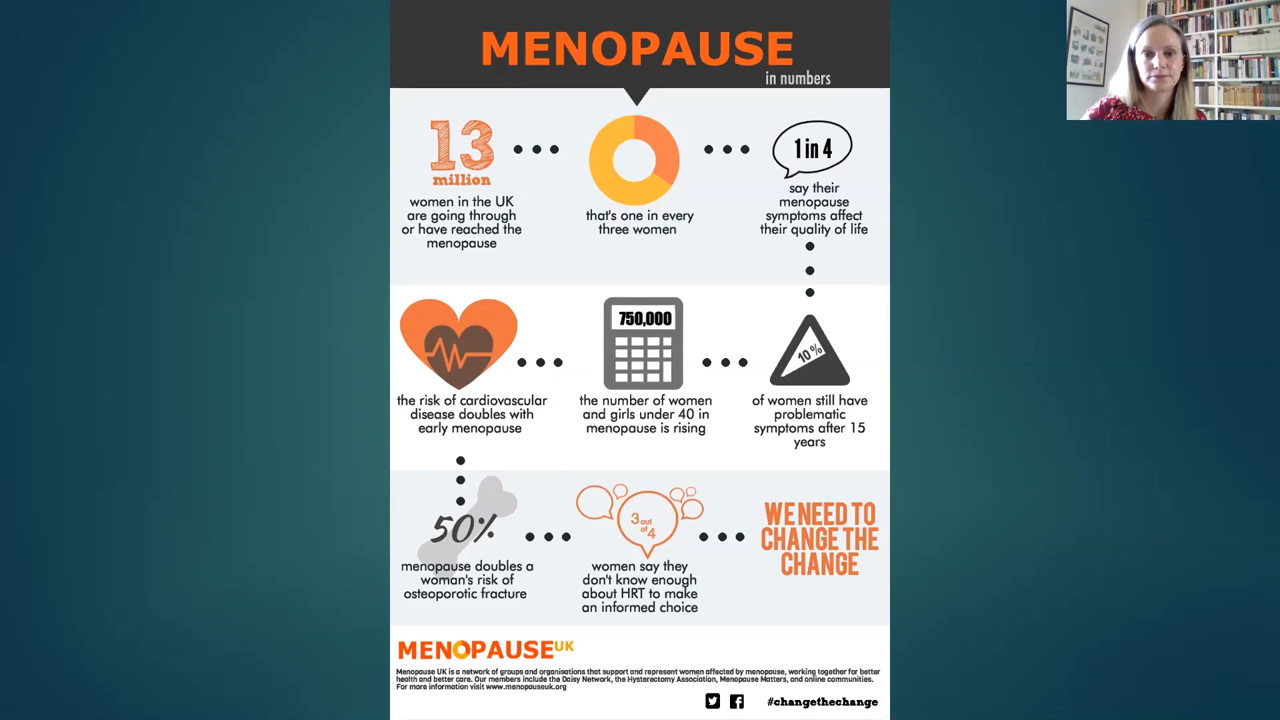 MENOPAUSE
in numbers
13
million
women in the UK
are going through
or have reached the
menopause
that's one in every
three women
1 in 4
say their
menopause
symptoms affect
their quality of life
the risk of cardiovascular
disease doubles with
early menopause
750,000
the number of women
and girls under 40 in
menopause is rising
10%
of women still have
problematic
symptoms after 15
years
50%
menopause doubles a
woman's risk of
osteoporotic fracture
3 out
of 4
women say they
don't know enough
about HRT to make
an informed choice
WE NEED TO
CHANGE THE
CHANGE
MENOPAUSE UK
Menopause UK is a network of groups and organisations that support and represent women affected by menopause, working together for better
health and better care. Our members include the Daisy Network, the Hysterectomy Association, Menopause Matters, and online communities.
For more information visit www.menopauseuk.org
#changethechange